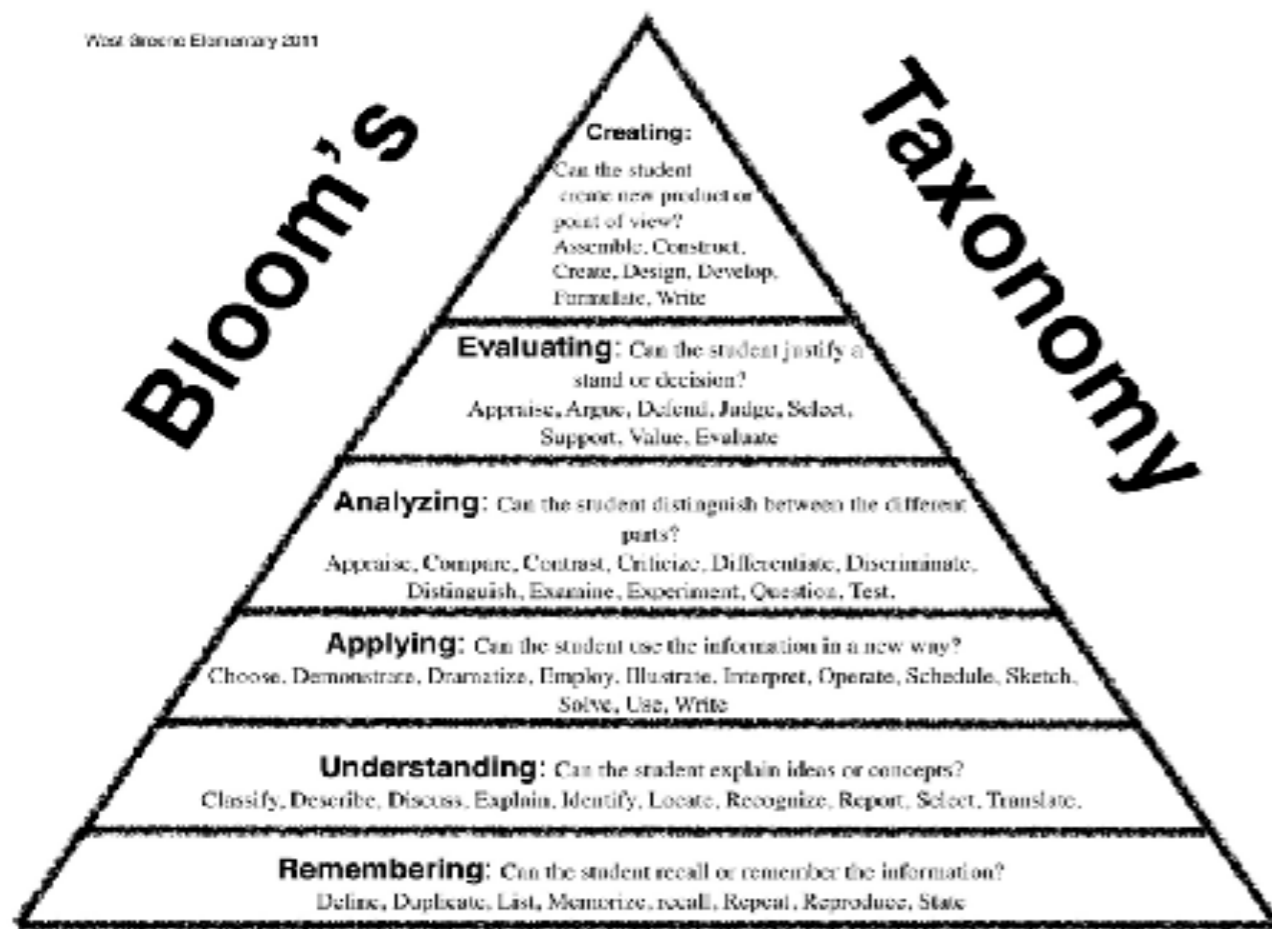 West Greene Elementary 2011
Bloom's
Taxonomy
Creating:
Can the student
create new product or
point of view?
Assemble, Construct,
Create, Design, Develop,
Formulate, Write
Evaluating: Can the student justify a
stand or decision?
Appraise, Argue, Defend, Judge, Select,
Support, Value, Evaluate
Analyzing: Can the student distinguish between the different
parts?
Appraise, Compare, Contrast, Criticize, Differentiate, Discriminate,
Distinguish, Examine, Experiment, Question, Test.
Applying: Can the student use the information in a new way?
Choose, Demonstrate, Dramatize, Employ, Illustrate, Interpret, Operate, Schedule, Sketch,
Solve, Use, Write
Understanding: Can the student explain ideas or concepts?
Classify, Describe, Discuss, Explain, Identify, Locate, Recognize, Report, Select, Translate.
Remembering: Can the student recall or remember the information?
Define, Duplicate, List, Memorize, recall, Repeat, Reproduce, State